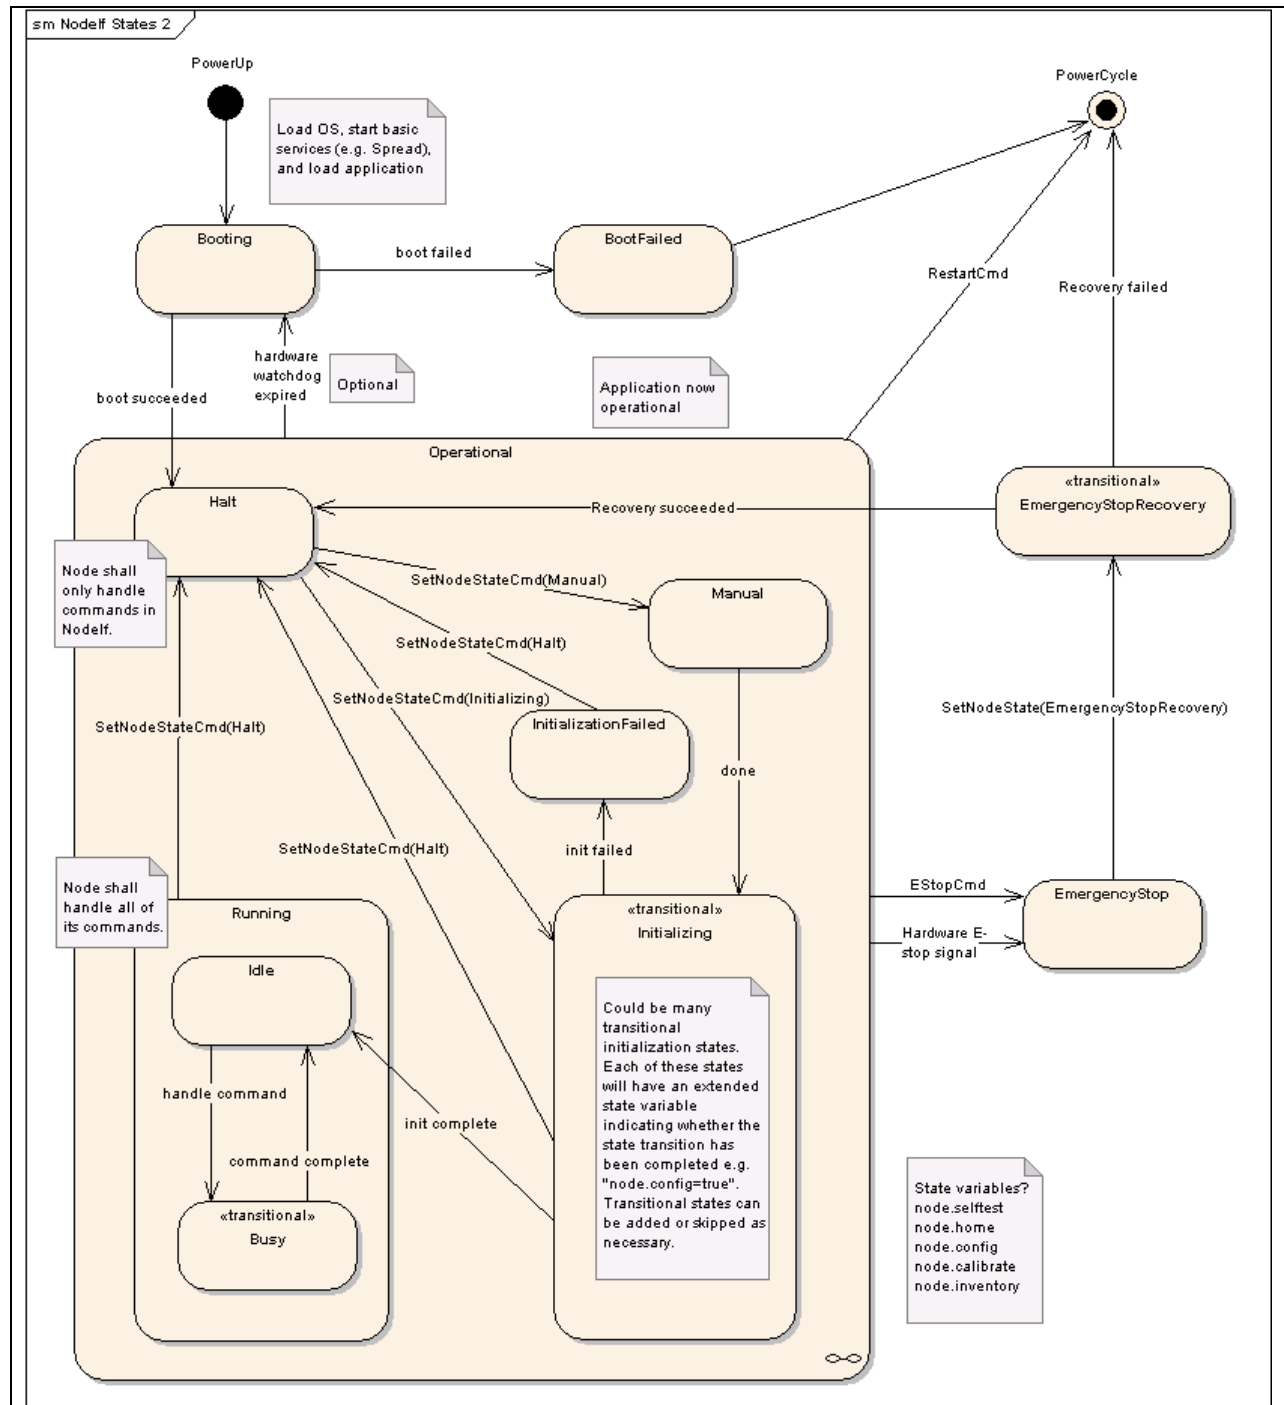 sm NodeIf States 2
PowerUp
PowerCycle
Load OS, start basic
services (e.g. Spread),
and load application
Booting
boot failed
BootFailed
RestartCmd
Recovery failed
hardware
watchdog
expired
Optional
Application now
operational
boot succeeded
Operational
Halt
Recovery succeeded
«transitional»
EmergencyStopRecovery
Node shall
only handle
commands in
NodeIf.
SetNodeStateCmd(Manual)
Manual
SetNodeStateCmd(Halt)
SetNodeStateCmd(Initializing)
SetNodeState(EmergencyStopRecovery)
SetNodeStateCmd(Halt)
InitializationFailed
done
SetNodeStateCmd(Halt)
init failed
Node shall
handle all of
its commands.
Running
«transitional»
Initializing
EStopCmd
EmergencyStop
Hardware E-
stop signal
Idle
Could be many
transitional
initialization states.
Each of these states
will have an extended
state variable
indicating whether the
state transition has
been completed e.g.
"node.config=true".
Transitional states can
be added or skipped as
necessary.
handle command
init complete
command complete
«transitional»
Busy
State variables?
node.selftest
node.home
node.config
node.calibrate
node.inventory